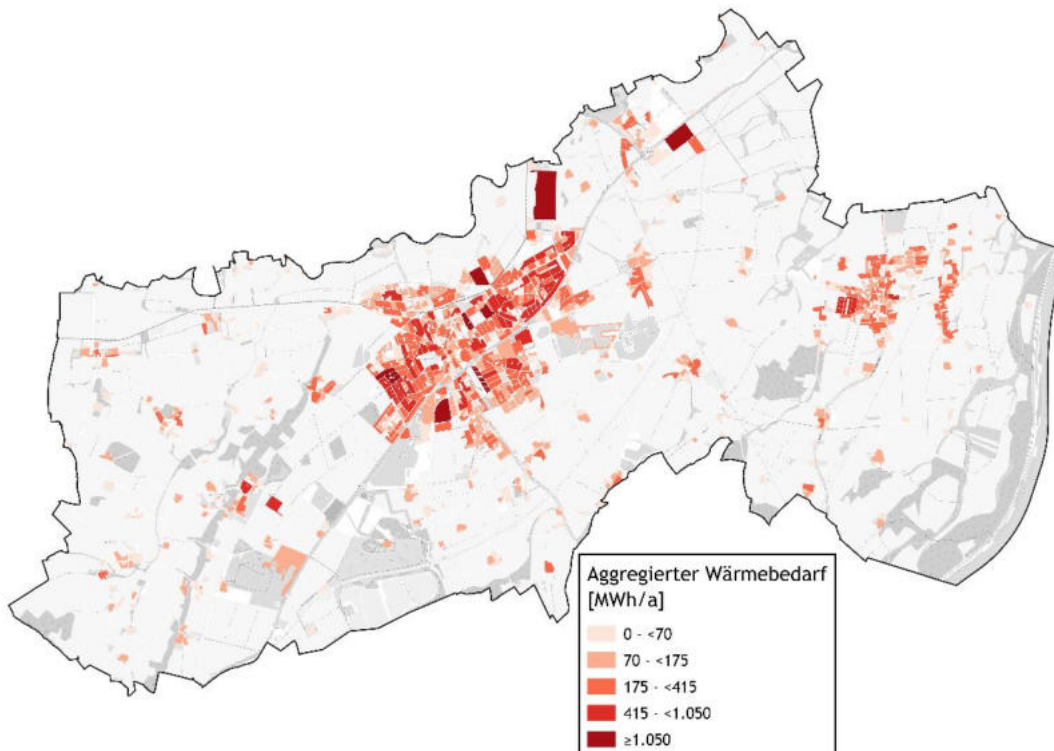 Aggregierter Wärmebedarf
[MWh/a]
0 - <70
70 - <175
175 - <415
415 - <1.050
≥1.050